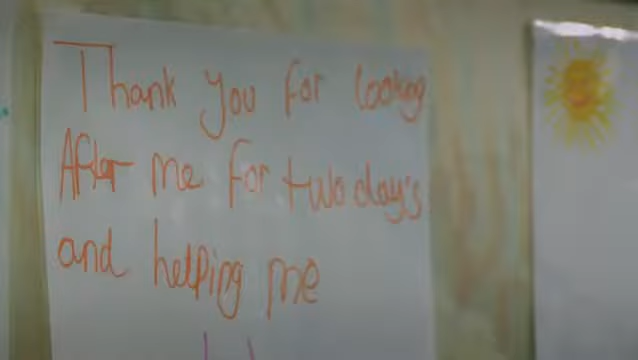 Thank you for looking
After me for two day's
and helping me